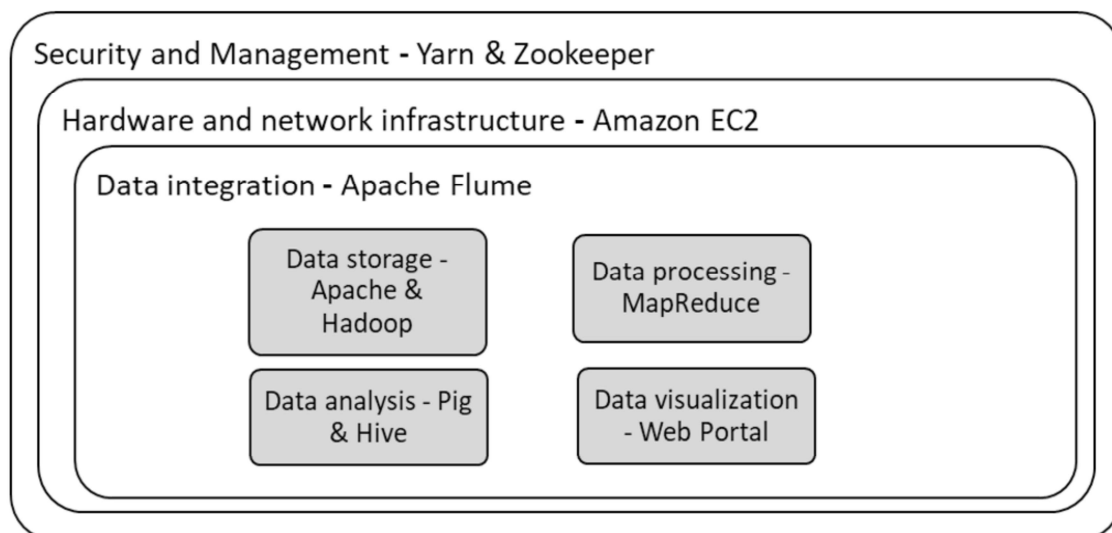 Security and Management - Yarn & Zookeeper
Hardware and network infrastructure - Amazon EC2
Data integration - Apache Flume
Data storage -
Apache &
Hadoop
Data processing -
MapReduce
Data analysis - Pig
& Hive
Data visualization
- Web Portal